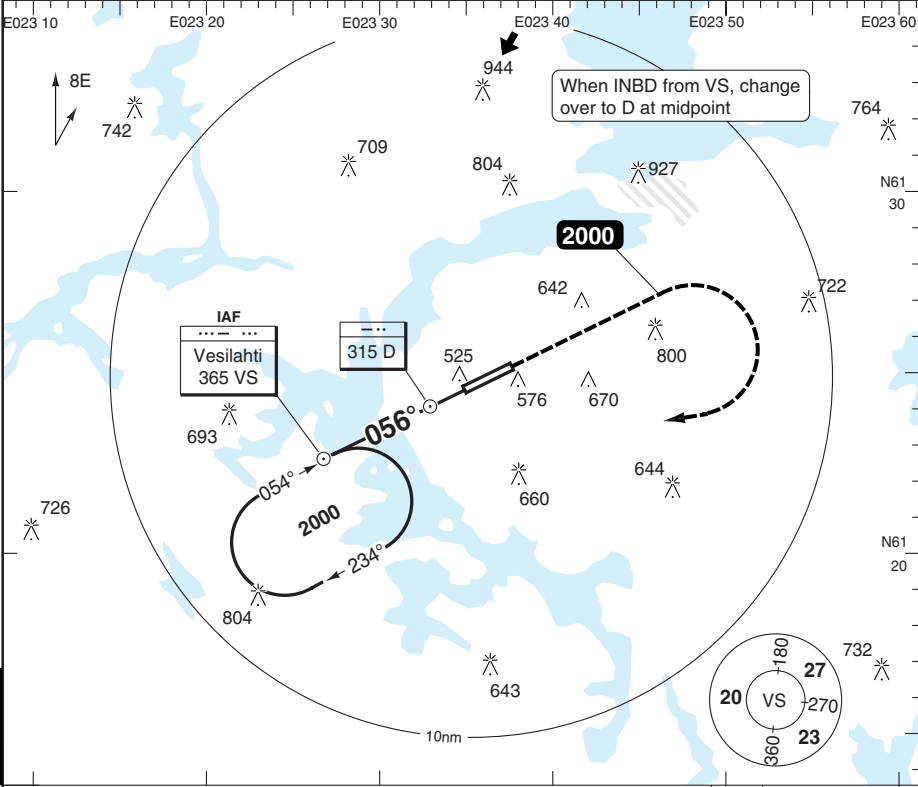 E023 10
E023 20
E023 30
E023 40
E023 50
E023 60
8E
742
709
944
804
When INBD from VS, change
over to D at midpoint
764
927
N61
30
2000
642
722
IAF
Vesilahti
365 VS
315 D
525
800
576
670
693
056°
054°
2000
234°
660
644
726
N61
20
804
643
10nm
180
27
20
VS
270
23
360
732